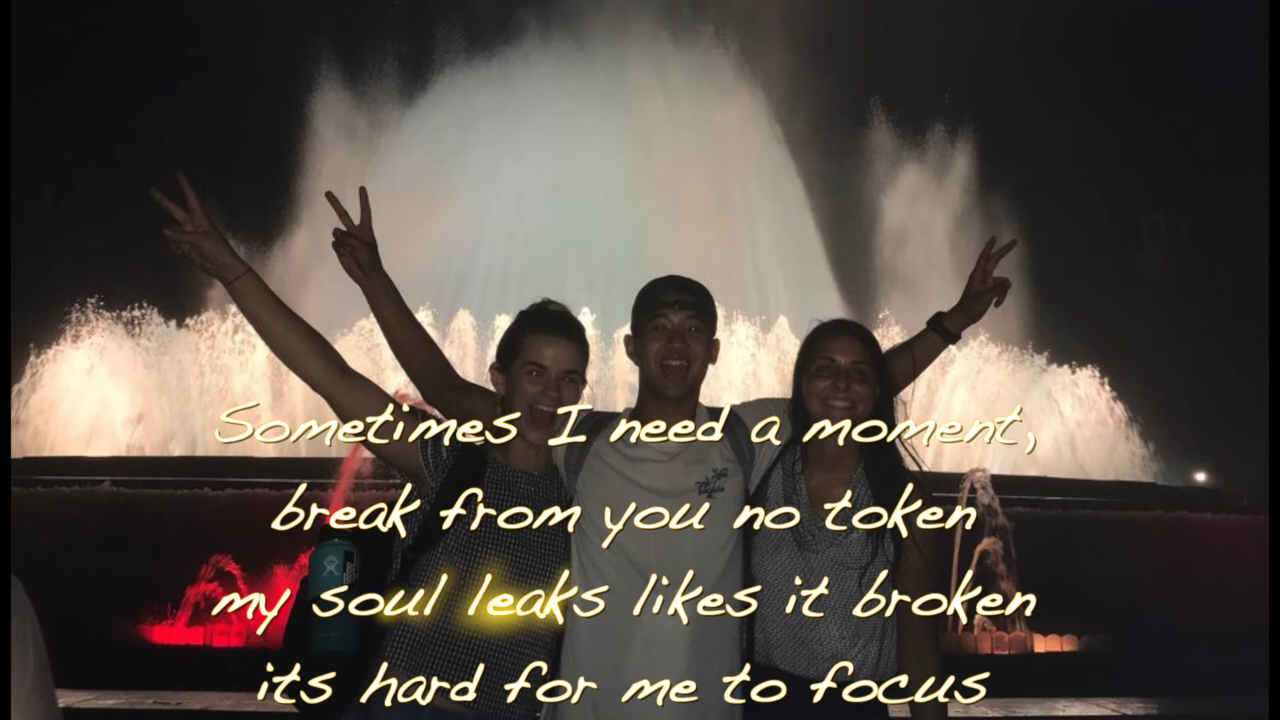 Sometimes I need a moment,
break from you no token
my soul leaks likes it broken
its hard for me to focus